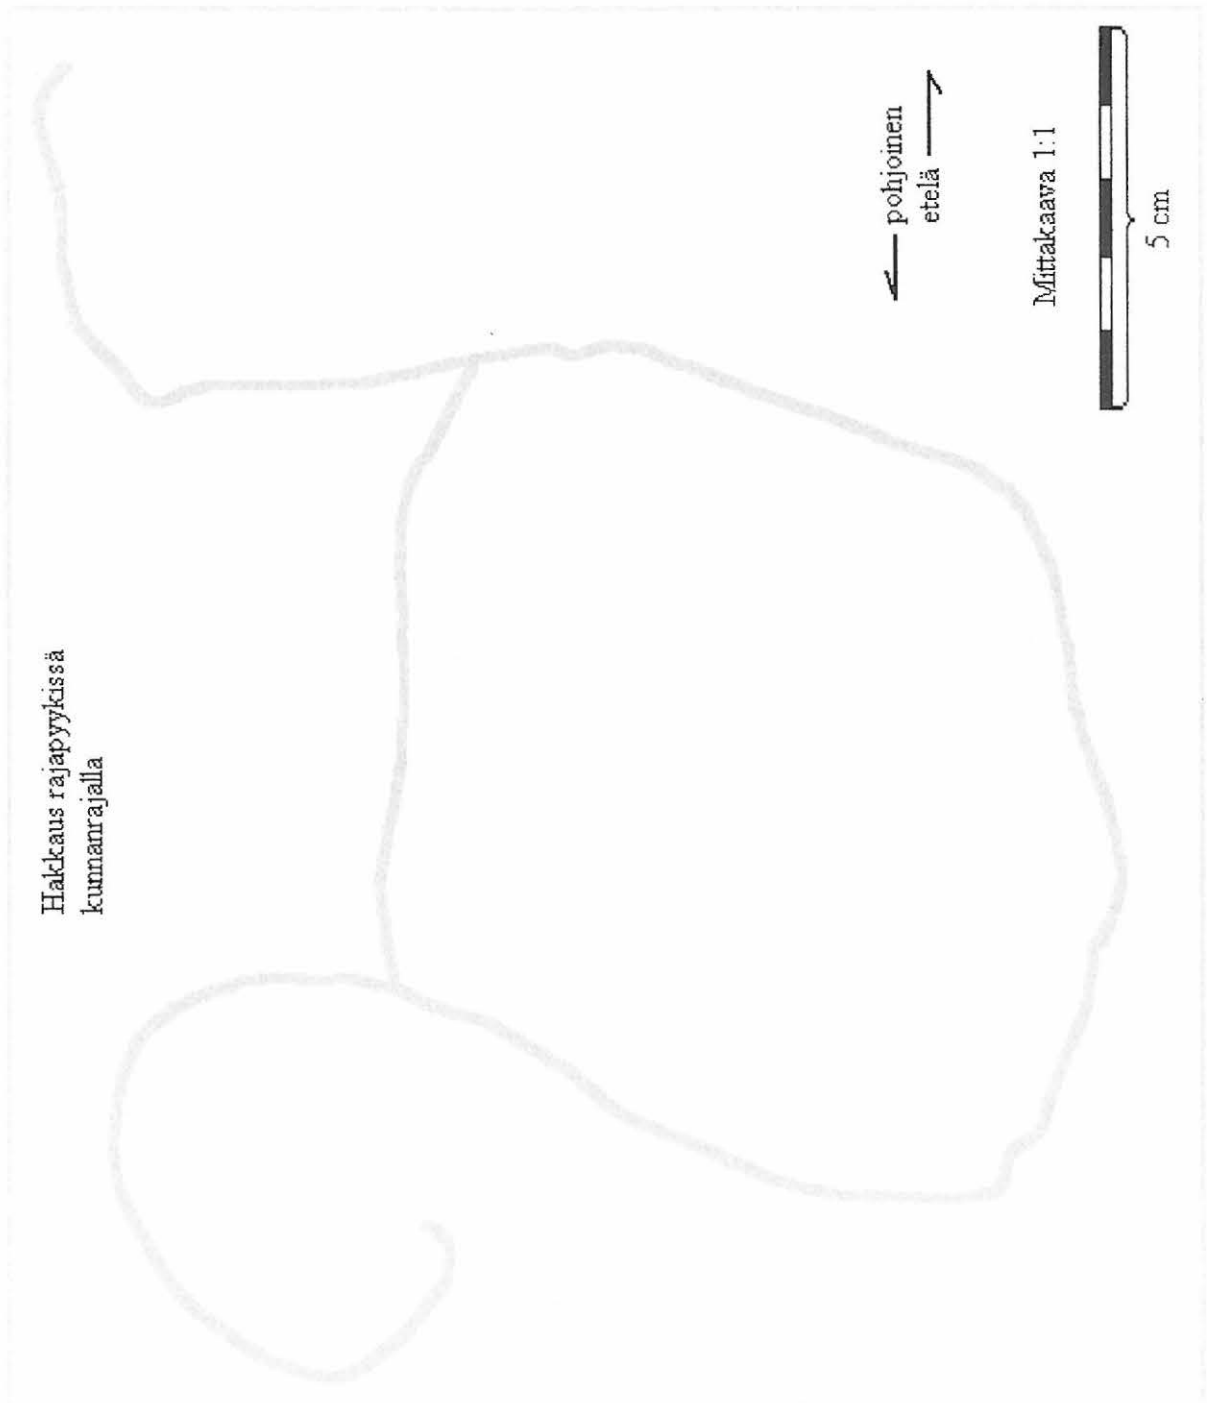 Hakkaus rajapyykissä
kunnanrajalla
pohjoinen
etelä
Mittakaava 1:1
5 cm